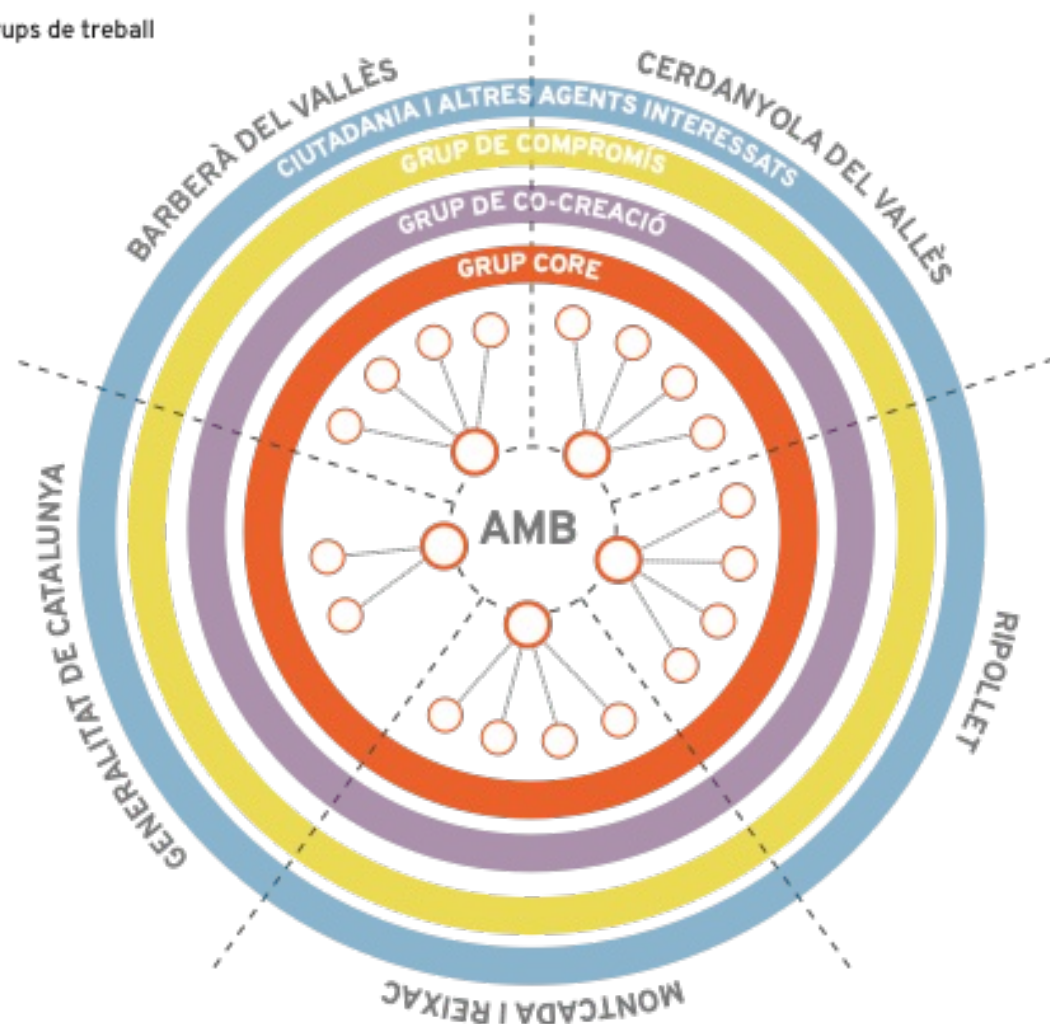 de treball
BARBERÀ DEL VALLÈS
CERDANYOLA DEL VALLÈS
CIUTADANIA I ALTRES AGENTS INTERESSATS
GRUP DE COMPROMÍS
GRUP DE CO-CREACIÓ
GRUP CORE
AMB
GENERALITAT DE CATALUNYA
RIPOLLET
MONTCADA I REIXAC